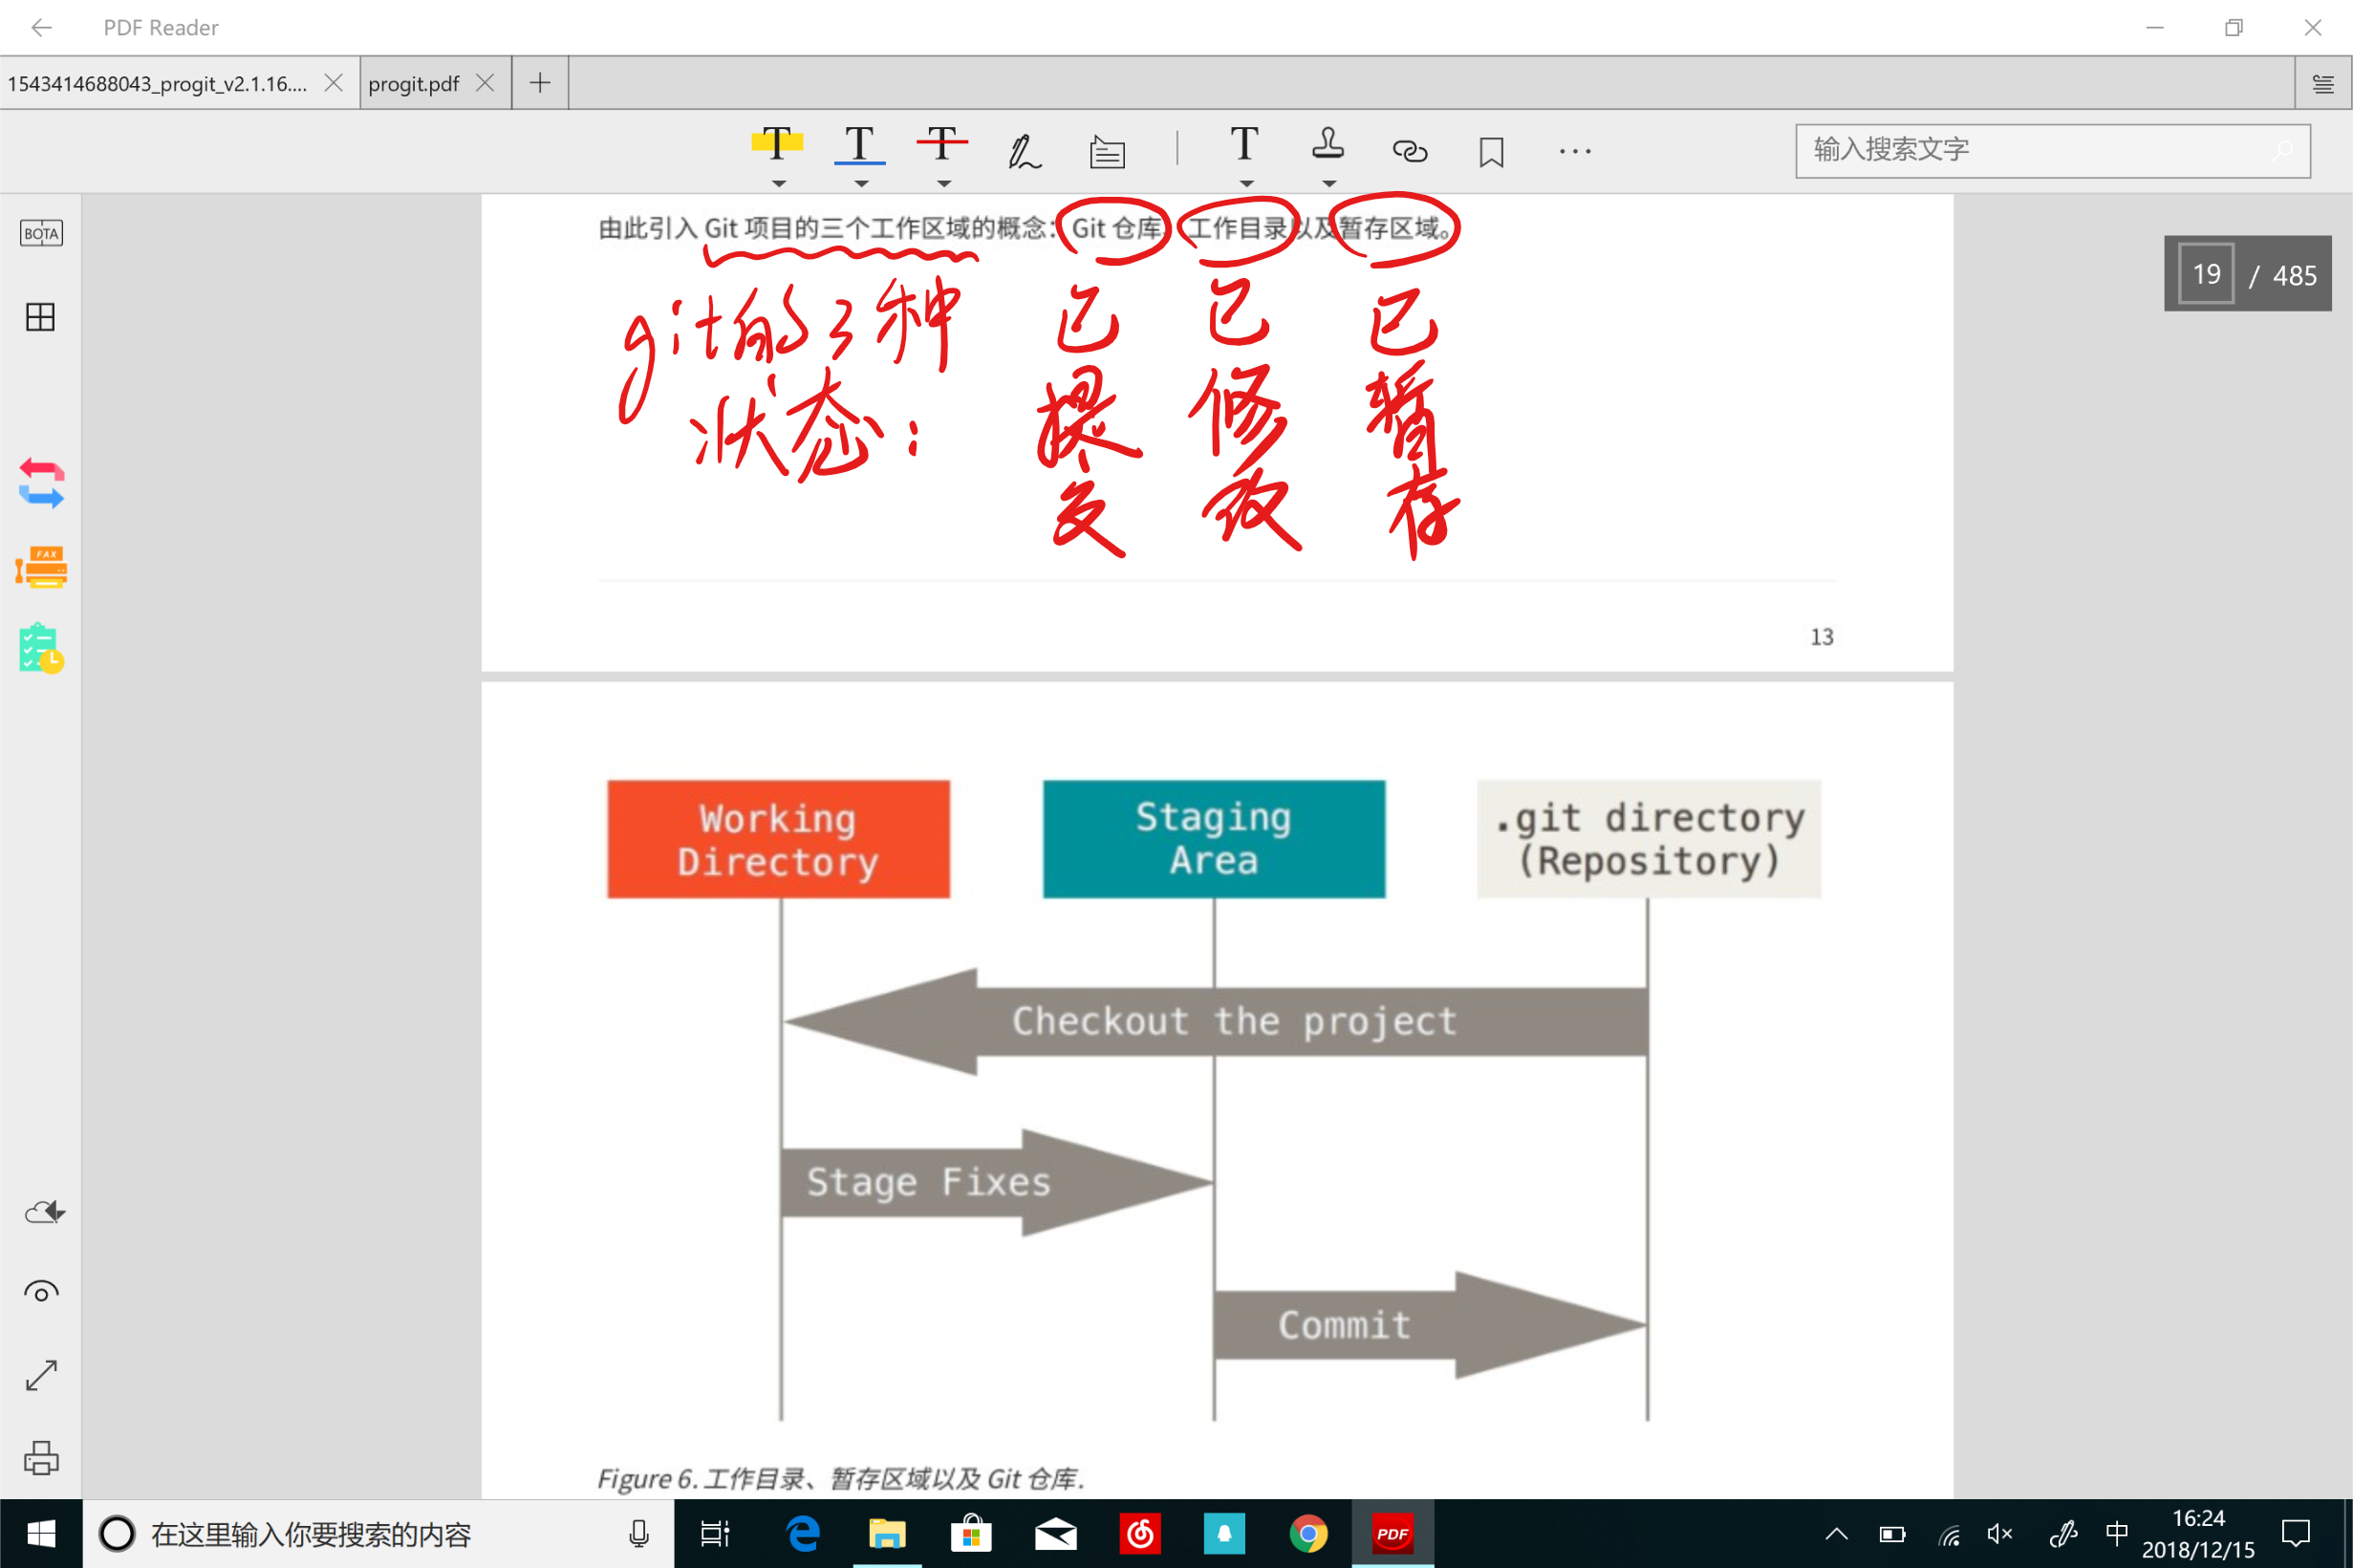 PDF Reader
1543414688043_progit_v2.1.16....
progit.pdf
输入搜索文字
BOTA
由此引入 Git 项目的三个工作区域的概念：Git 仓库、工作目录以及暂存区域。
19 / 485
git的3种
状态：
已提交
已修改
已暂存
FAX
13
Working
Directory
Staging
Area
.git directory
(Repository)
Checkout the project
Stage Fixes
Commit
Figure 6. 工作目录、暂存区域以及 Git 仓库.
在这里输入你要搜索的内容
PDF
中
16:24
2018/12/15